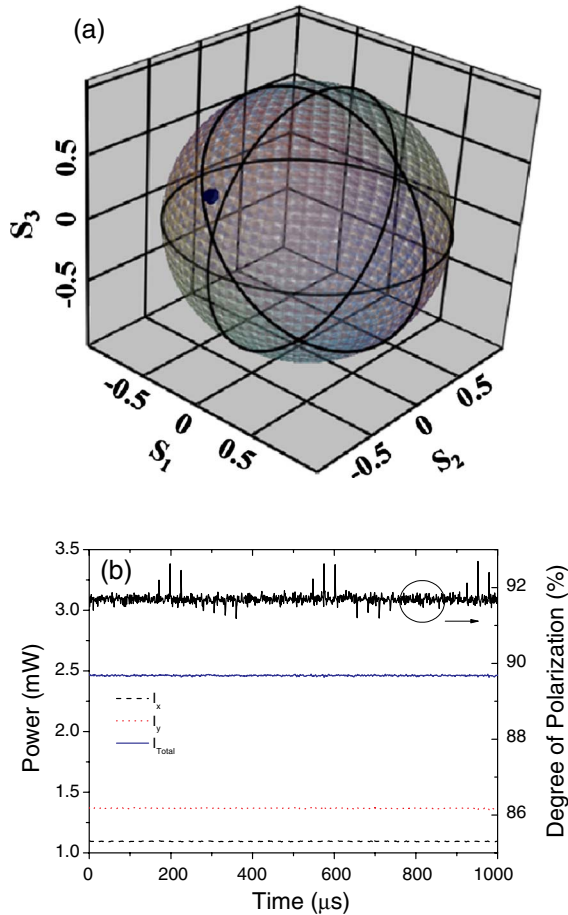 (a)
0.5
0
-0.5
S3
-0.5
0
0.5
S1
-0.5
0
0.5
S2
(b)
3.5
3.0
2.5
2.0
1.5
1.0
Power (mW)
92
90
88
86
Degree of Polarization (%)
Ix
Iy
ITotal
0 200 400 600 800 1000
Time (μs)